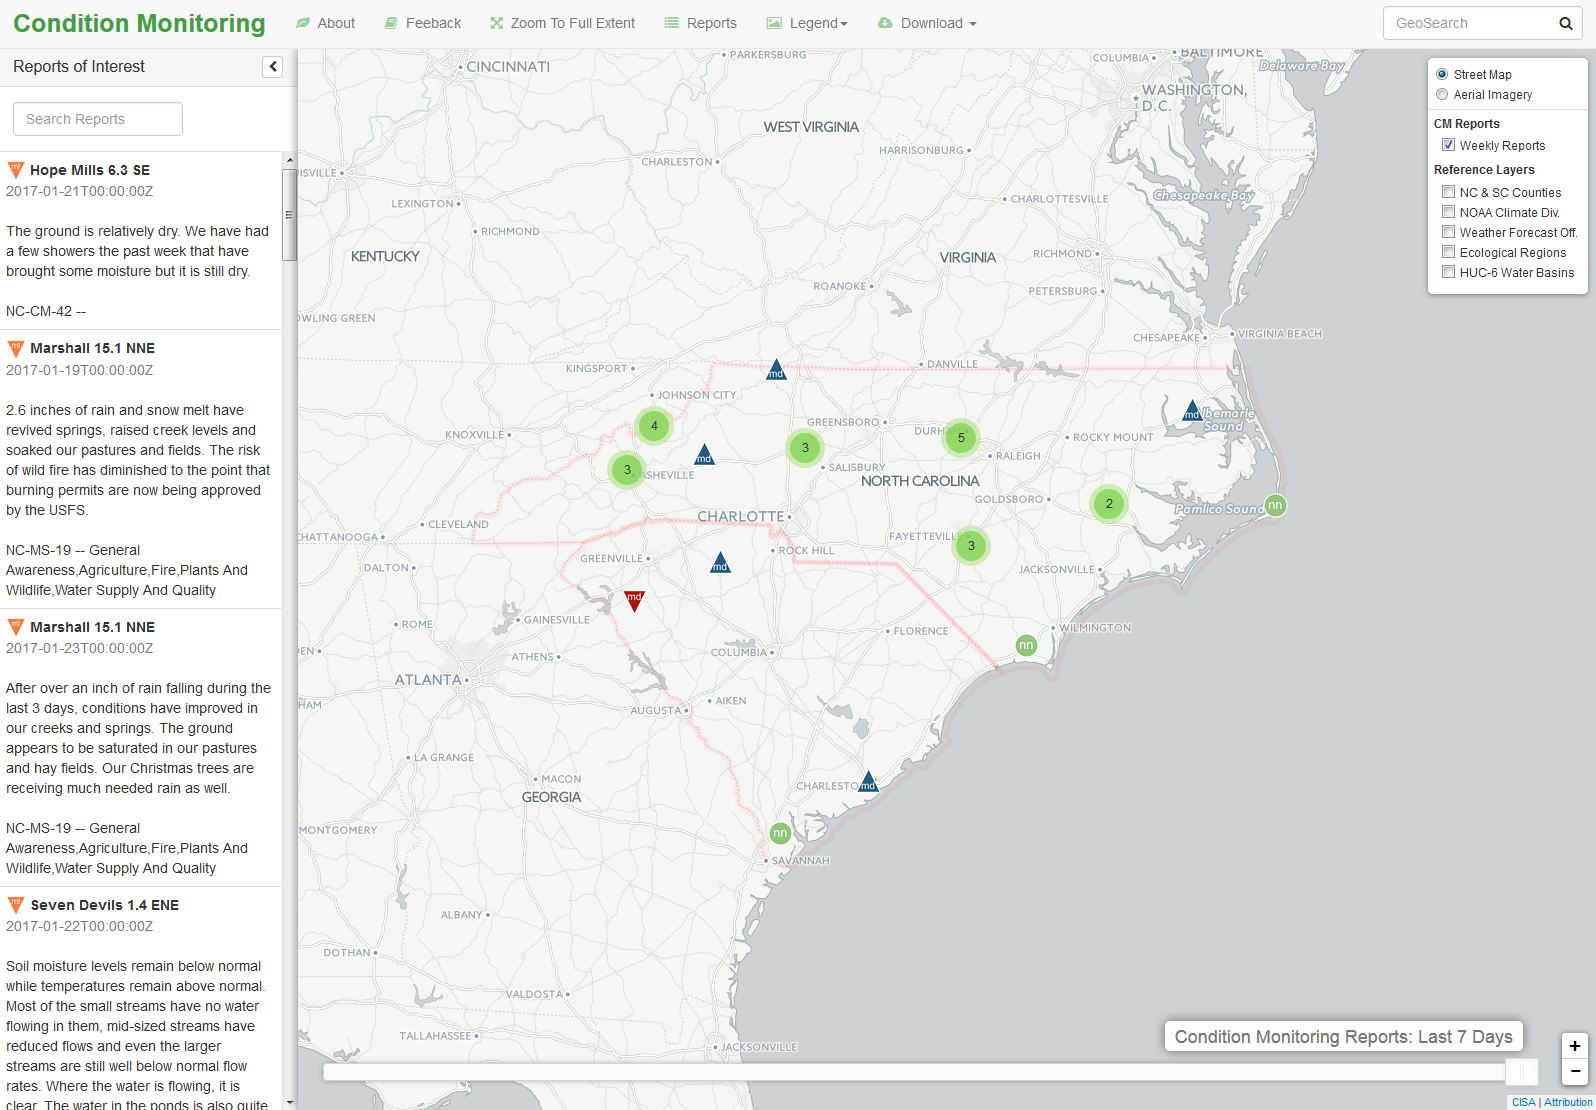 Condition Monitoring
About
Feeback
Zoom To Full Extent
Reports
Legend
Download
GeoSearch
Reports of Interest
Search Reports
ml Hope Mills 6.3 SE
2017-01-21T00:00:00Z
The ground is relatively dry. We have had
a few showers the past week that have
brought some moisture but it is still dry.
NC-CM-42 --
ml Marshall 15.1 NNE
2017-01-19T00:00:00Z
2.6 inches of rain and snow melt have
revived springs, raised creek levels and
soaked our pastures and fields. The risk
of wild fire has diminished to the point that
burning permits are now being approved
by the USFS.
NC-MS-19 -- General
Awareness,Agriculture,Fire,Plants And
Wildlife,Water Supply And Quality
ml Marshall 15.1 NNE
2017-01-23T00:00:00Z
After over an inch of rain falling during the
last 3 days, conditions have improved in
our creeks and springs. The ground
appears to be saturated in our pastures
and hay fields. Our Christmas trees are
receiving much needed rain as well.
NC-MS-19 -- General
Awareness,Agriculture,Fire,Plants And
Wildlife,Water Supply And Quality
ml Seven Devils 1.4 ENE
2017-01-22T00:00:00Z
Soil moisture levels remain below normal
while temperatures remain above normal.
Most of the small streams have no water
flowing in them, mid-sized streams have
reduced flows and even the larger
streams are still well below normal flow
rates. Where the water is flowing, it is
clear. The water in the ponds is also quite
PARKERSBURG
CINCINNATI
COLUMBIA
BALTIMORE
Delaware Bay
WASHINGTON,
D.C.
WEST VIRGINIA
HARRISONBURG
CHARLESTON
ISVILLE
CHARLOTTESVILLE
Chesapeake Bay
LEXINGTON
RICHMOND
KENTUCKY
VIRGINIA
RICHMOND
ROANOKE
PETERSBURG
OWLING GREEN
CHESAPEAKE
VIRGINIA BEACH
KINGSPORT
md
DANVILLE
JOHNSON CITY
md
lbemarle
Sound
4
GREENSBORO
DURH
5
KNOXVILLE
3
ROCKY MOUNT
md
RALEIGH
3
ASHEVILLE
SALISBURY
NORTH CAROLINA
GOLDSBORO
2
Pamlico Sound
nn
CHARLOTTE
CLEVELAND
CHATTANOOGA
FAYETTEVILLE
3
ROCK HILL
GREENVILLE
md
DALTON
JACKSONVILLE
md
ROME
GAINESVILLE
FLORENCE
WILMINGTON
nn
DEN
ATHENS
COLUMBIA
ATLANTA
HAM
AIKEN
AUGUSTA
LA GRANGE
MACON
CHARLESTO
md
GEORGIA
MONTGOMERY
nn
SAVANNAH
ALBANY
DOTHAN
VALDOSTA
TALLAHASSEE
JACKSONVILLE
Street Map
Aerial Imagery
CM Reports
Weekly Reports
Reference Layers
NC & SC Counties
NOAA Climate Div.
Weather Forecast Off.
Ecological Regions
HUC-6 Water Basins
Condition Monitoring Reports: Last 7 Days
+
−
CISA | Attribution